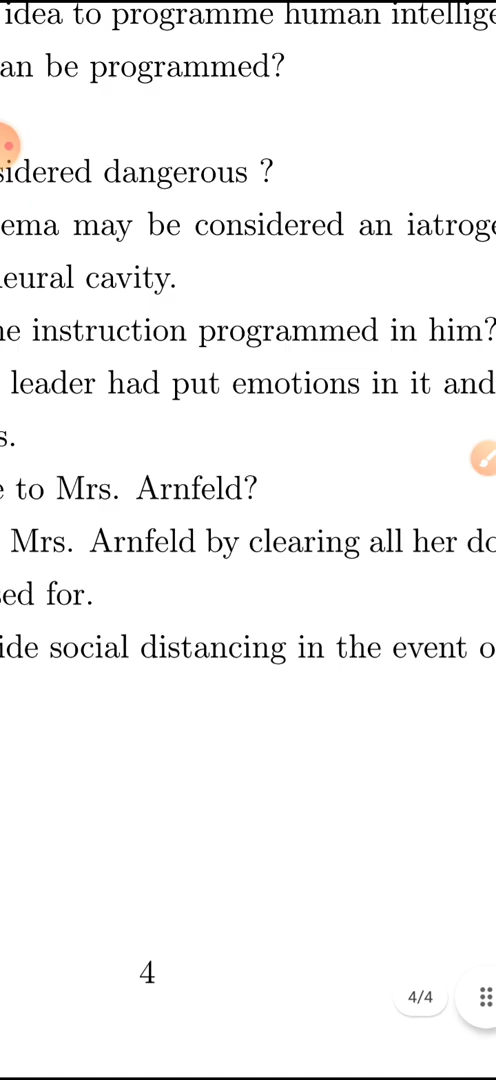 idea to programme human intellige
an be programmed?
sidered dangerous ?
ema may be considered an iatroge
eural cavity.
e instruction programmed in him?
leader had put emotions in it and
s.
e to Mrs. Arnfeld?
Mrs. Arnfeld by clearing all her do
sed for.
ide social distancing in the event o
4
4/4